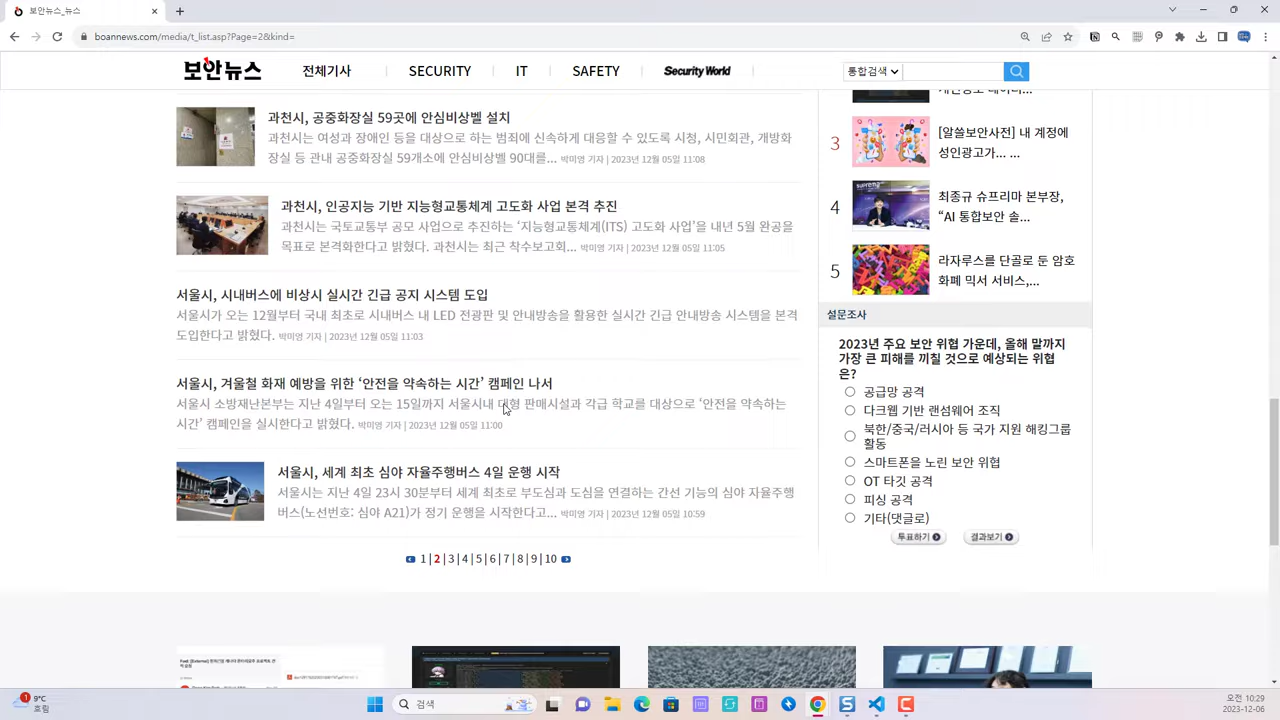 보안뉴스_뉴스
boannews.com/media/o_list.asp?Page=2&kind=
보안뉴스
전체기사 | SECURITY | IT | SAFETY | Security World |
통합검색
과천시, 공중화장실 59곳에 안심비상벨 설치
과천시는 여성과 장애인 등을 대상으로 하는 범죄에 신속하게 대응할 수 있도록 시청, 시민회관, 개방화
장실 등 관내 공중화장실 59개소에 안심비상벨 90대를... 박미영 기자 | 2023년 12월 05일 11:08
과천시, 인공지능 기반 지능형교통체계 고도화 사업 본격 추진
과천시는 국토교통부 공모 사업으로 추진하는 ‘지능형교통체계(ITS) 고도화 사업’을 내년 5월 완공을
목표로 본격화한다고 밝혔다. 과천시는 최근 착수보고회... 박미영 기자 | 2023년 12월 05일 11:05
서울시, 시내버스에 비상시 실시간 긴급 공지 시스템 도입
서울시가 오는 12월부터 국내 최초로 시내버스 내 LED 전광판 및 안내방송을 활용한 실시간 긴급 안내방송 시스템을 본격
도입한다고 밝혔다. 박미영 기자 | 2023년 12월 05일 11:03
서울시, 겨울철 화재 예방을 위한 ‘안전을 약속하는 시간’ 캠페인 나서
서울시 소방재난본부는 지난 4일부터 오는 15일까지 서울시내 대형 판매시설과 각급 학교를 대상으로 ‘안전을 약속하는
시간’ 캠페인을 실시한다고 밝혔다. 박미영 기자 | 2023년 12월 05일 11:00
서울시, 세계 최초 심야 자율주행버스 4일 운행 시작
서울시는 지난 4일 23시 30분부터 세계 최초로 부도심과 도심을 연결하는 간선 기능의 심야 자율주행
버스(노선번호: 심야 A21)가 정기 운행을 시작한다고... 박미영 기자 | 2023년 12월 05일 10:59
1 | 2 | 3 | 4 | 5 | 6 | 7 | 8 | 9 | 10
3
[알쓸보안사전] 내 계정에
성인광고가... ...
supremo
4
최종규 슈프리마 본부장,
“AI 통합보안 솔...
5
라자루스를 단골로 둔 암호
화폐 믹서 서비스,...
설문조사
2023년 주요 보안 위협 가운데, 올해 말까지
가장 큰 피해를 끼칠 것으로 예상되는 위협
은?
공급망 공격
다크웹 기반 랜섬웨어 조직
북한/중국/러시아 등 국가 지원 해킹그룹
활동
스마트폰을 노린 보안 위협
OT 타깃 공격
피싱 공격
기타(댓글로)
투표하기 결과보기
1
9°C
흐림
검색
오전 10:29
2023-12-06